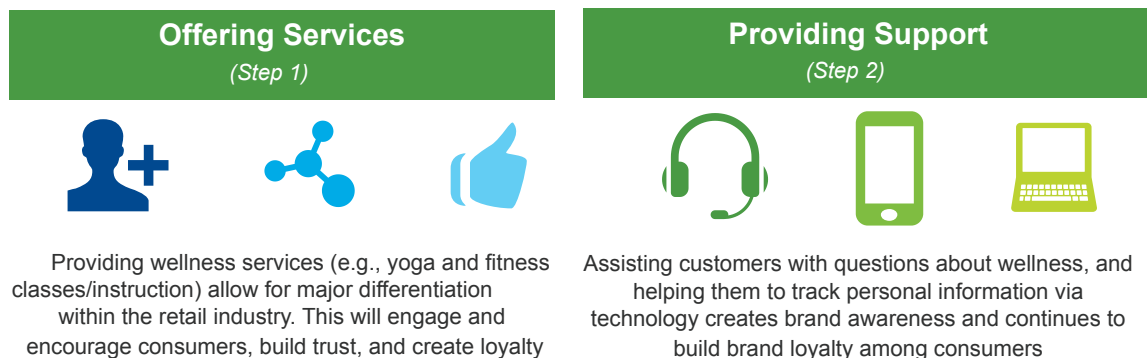 Offering Services
(Step 1)
Providing wellness services (e.g., yoga and fitness
classes/instruction) allow for major differentiation
within the retail industry. This will engage and
encourage consumers, build trust, and create loyalty
Providing Support
(Step 2)
Assisting customers with questions about wellness, and
helping them to track personal information via
technology creates brand awareness and continues to
build brand loyalty among consumers